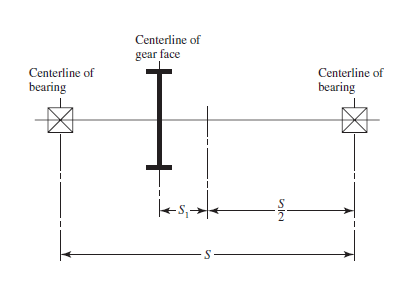 Centerline of
gear face
Centerline of
bearing
Centerline of
bearing
S₁
S
2
S